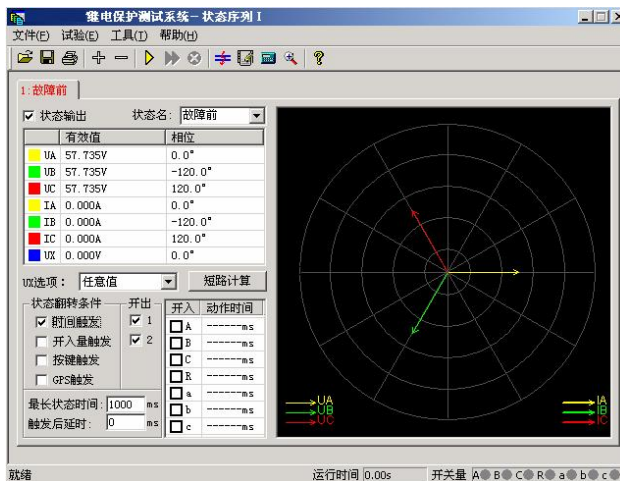 继电保护测试系统-状态序列 I
文件(F) 试验(E) 工具(T) 帮助(H)
1:故障前
状态输出 状态名: 故障前
有效值 相位
UA 57.735V 0.0°
UB 57.735V -120.0°
UC 57.735V 120.0°
IA 0.000A 0.0°
IB 0.000A -120.0°
IC 0.000A 120.0°
UX 0.000V 0.0°
UX选项: 任意值 短路计算
状态翻转条件 开出 开入 动作时间
时间触发 1 A ------ms
开入量触发 2 B ------ms
按键触发 C ------ms
GPS触发 R ------ms
a ------ms
最长状态时间: 1000 ms b ------ms
触发后延时: 0 ms c ------ms
UA IA
UB IB
UC IC
就绪 运行时间 0.00s 开关量 A B C R a b c